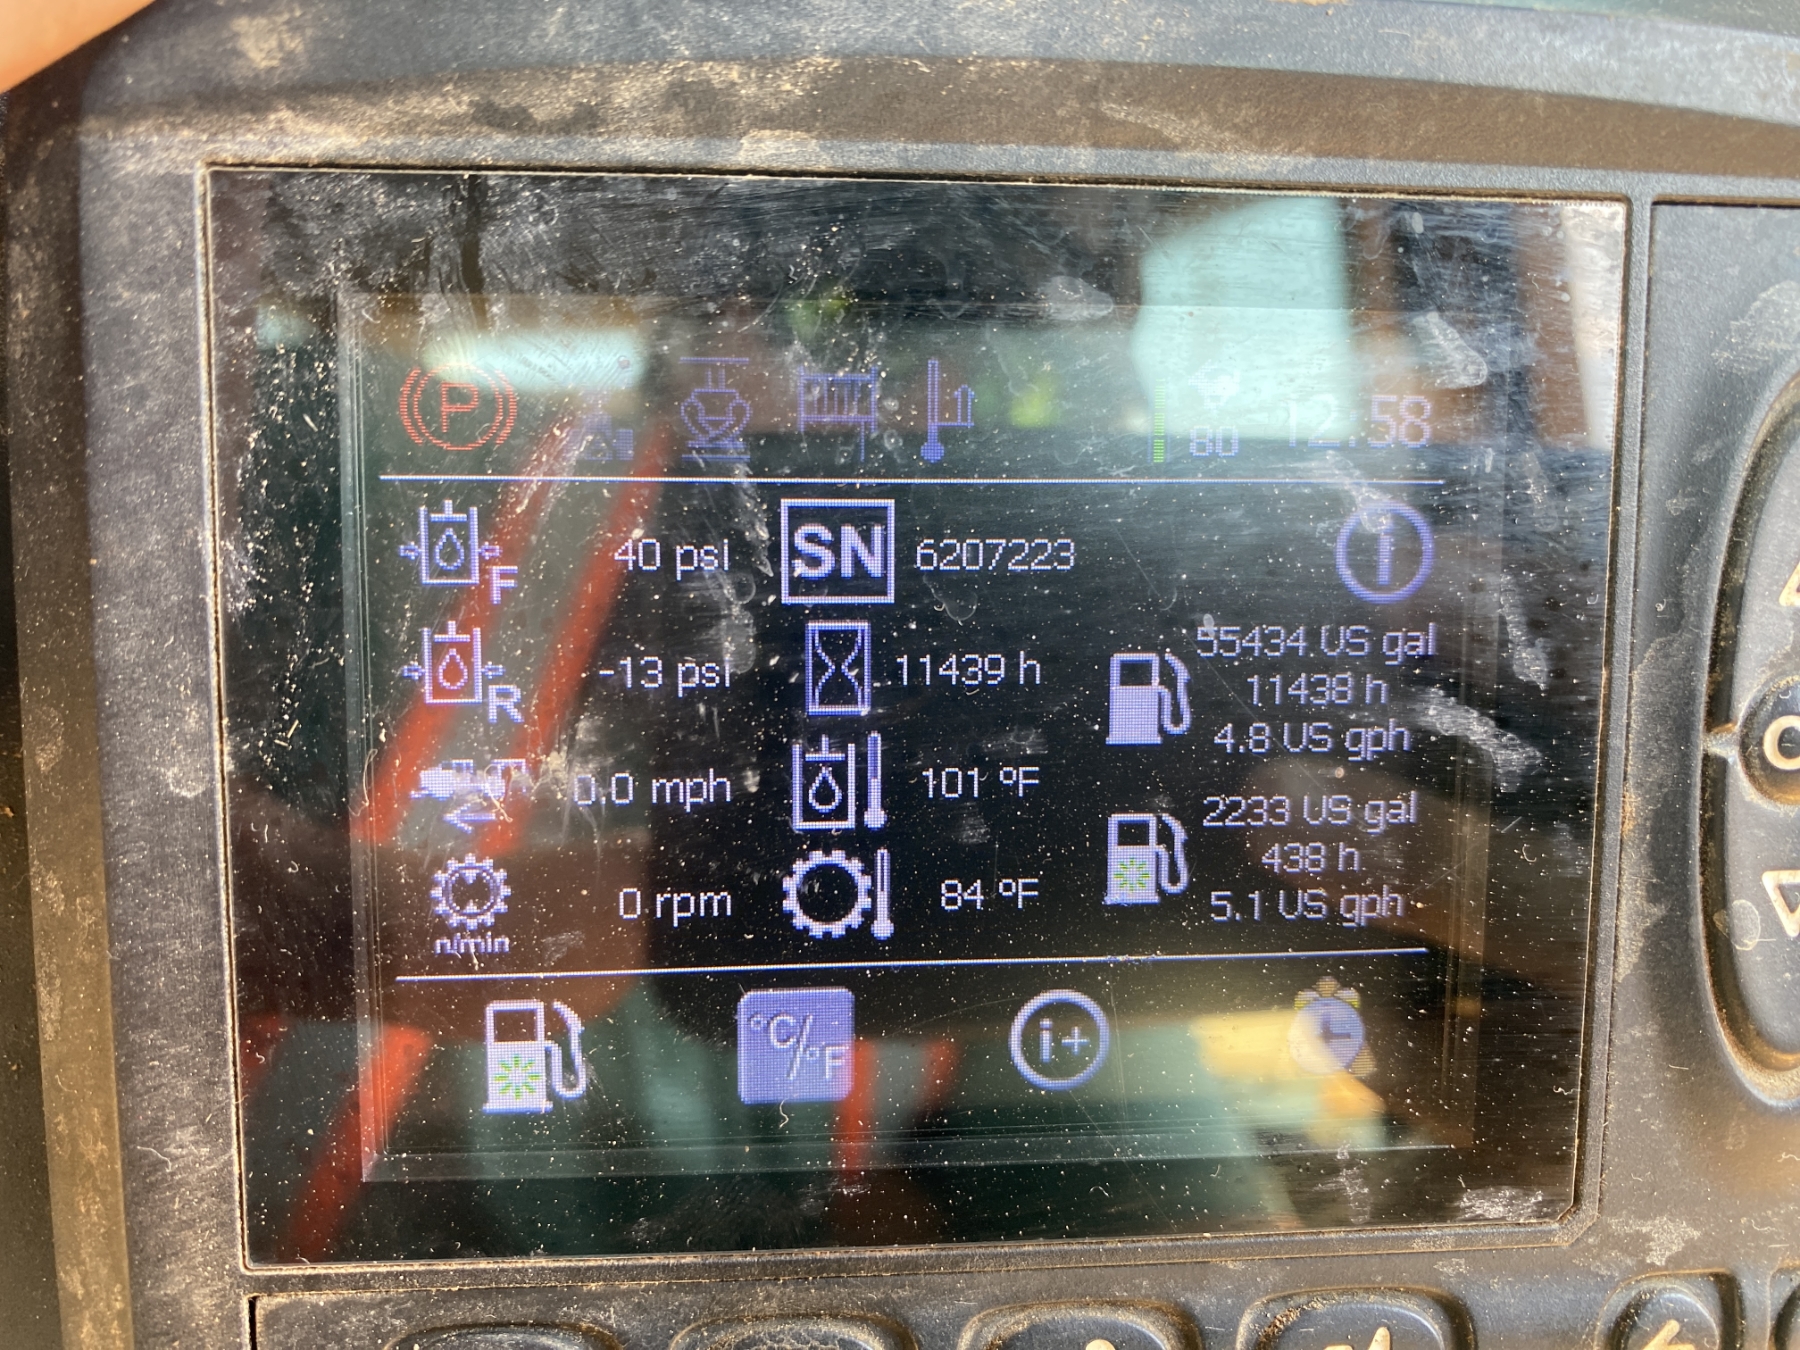 P
80 12:58
F 40 psi SN 6207223 i
R -13 psi 11439 h 55434 US gal
11438 h
4.8 US gph
0.0 mph 101 °F 2233 US gal
438 h
n/min 0 rpm 84 °F 5.1 US gph
°C/°F i+